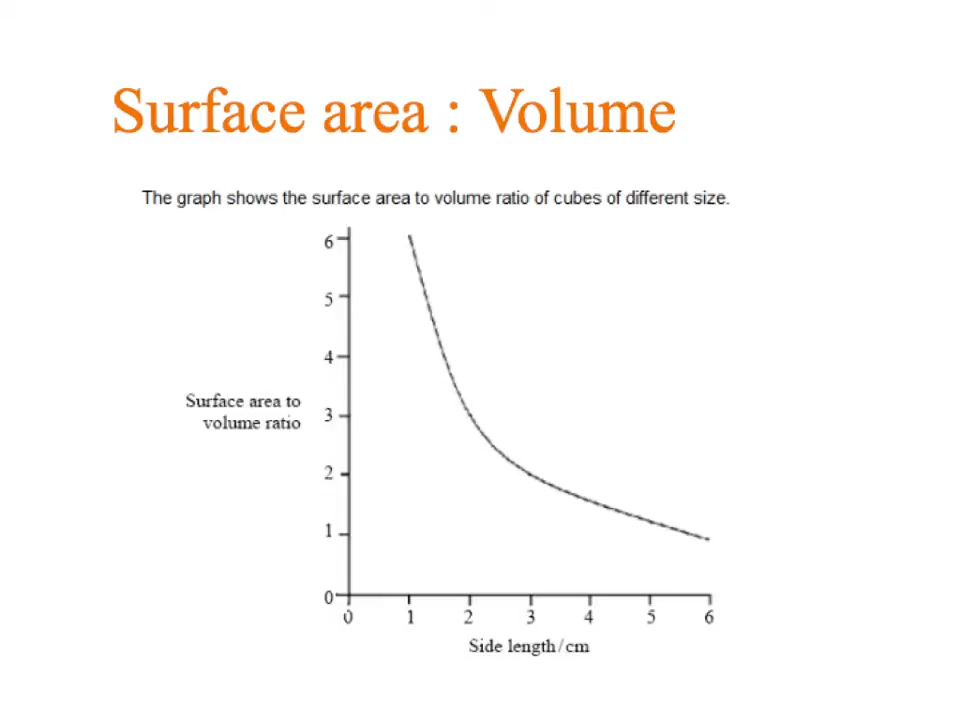 Surface area : Volume
The graph shows the surface area to volume ratio of cubes of different size.
6
5
4
Surface area to
volume ratio
3
2
1
0
0 1 2 3 4 5 6
Side length/cm